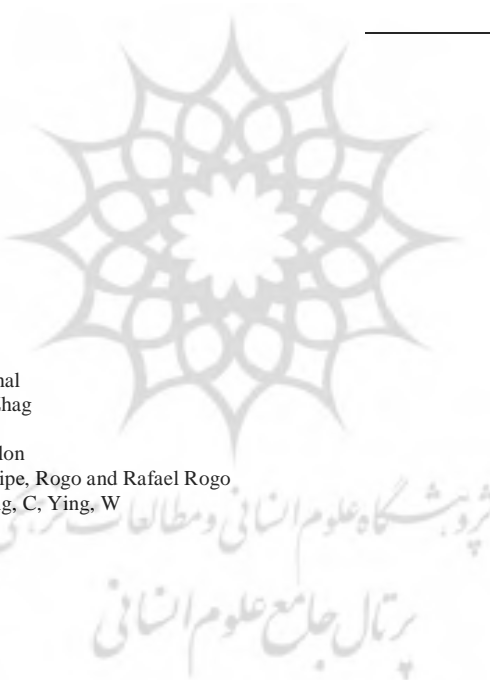 nal
hag
lon
ipe, Rogo and Rafael Rogo
g, C, Ying, W
پژوهشگاه علوم انسانی و مطالعات فرهنگی
پرتال جامع علوم انسانی